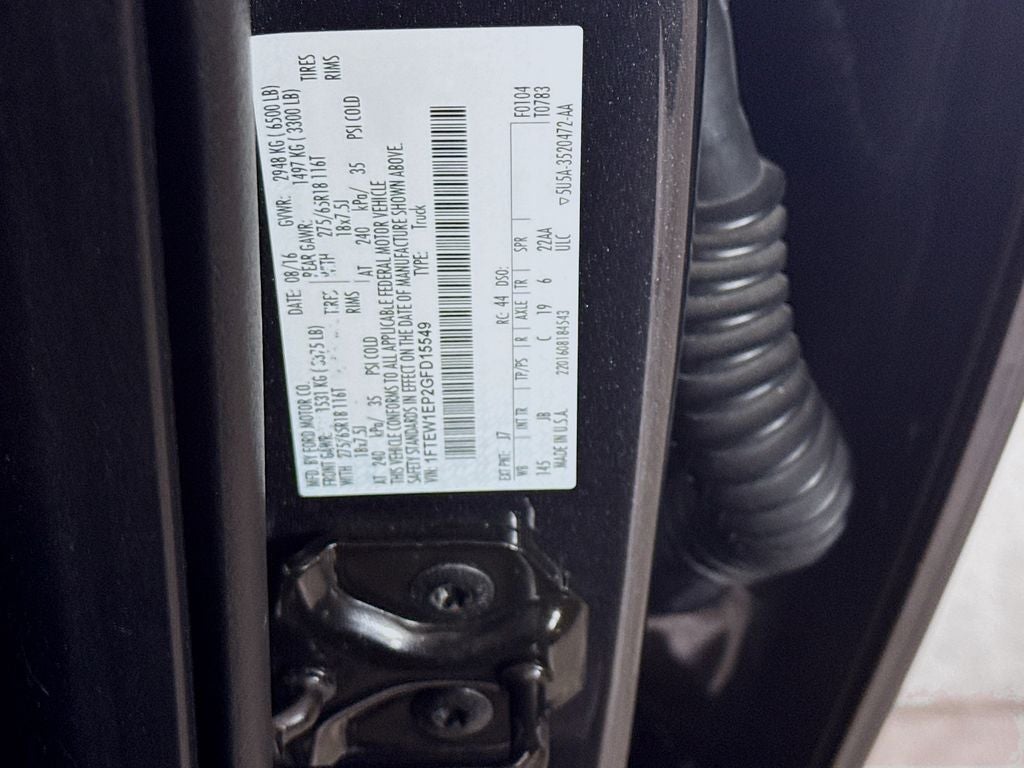 MFD. BY FORD MOTOR CO. DATE: 08/16 GVWR: 2948 KG ( 6500 LB)
FRONT GAWR: 1531 KG ( 3375 LB) REAR GAWR: 1497 KG ( 3300 LB)
WITH 275/65R18 116T TIRES WITH 275/65R18 116T TIRES
18x7.5J RIMS 18x7.5J RIMS
AT 240 kPa/ 35 PSI COLD AT 240 kPa/ 35 PSI COLD
THIS VEHICLE CONFORMS TO ALL APPLICABLE FEDERAL MOTOR VEHICLE
SAFETY STANDARDS IN EFFECT ON THE DATE OF MANUFACTURE SHOWN ABOVE.
VIN: 1FTEW1EP2GFD15549 TYPE: Truck
EXT PNT: J7 RC: 44 DSO: F0104
WB INT TR TP/PS R AXLE TR SPR T0783
145 JB C 19 6 22AA
MADE IN U.S.A. 2201608184543 ULC ▽5U5A-3520472-AA